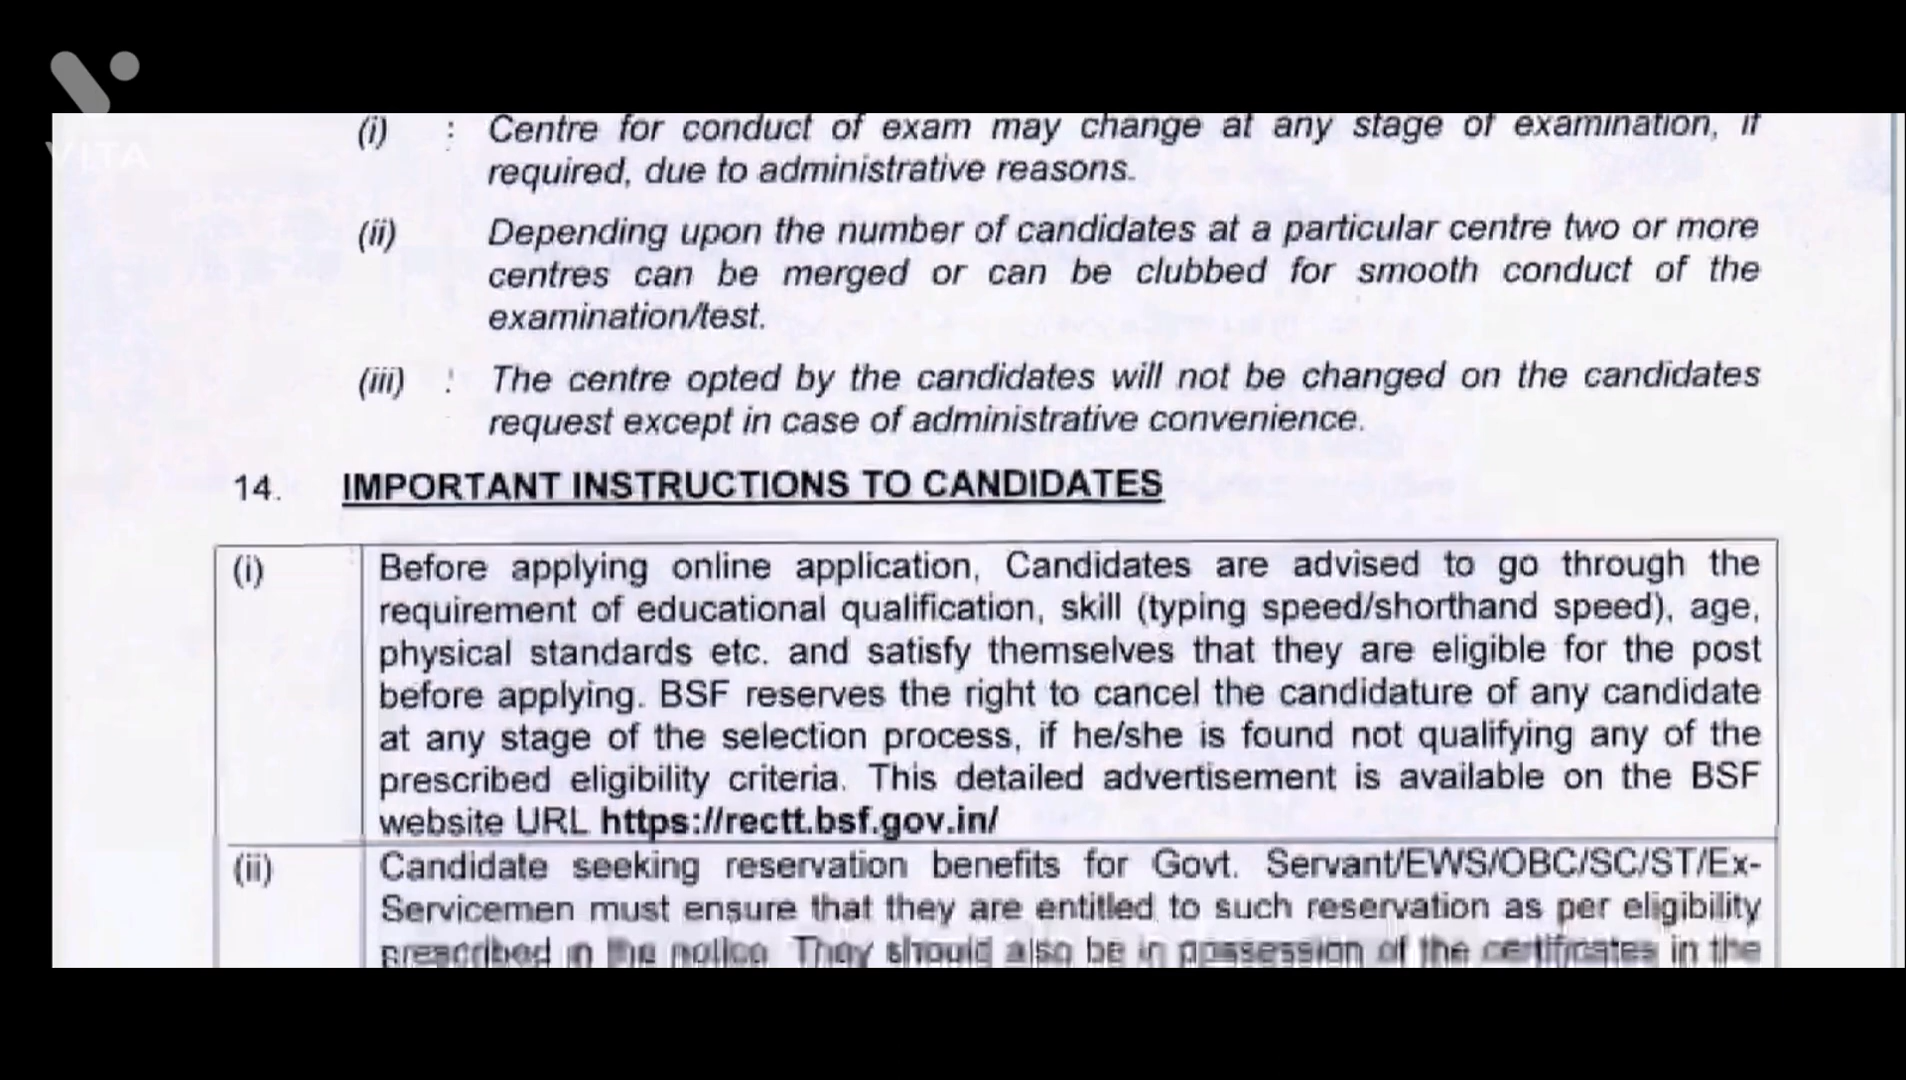 VITA
(i) : Centre for conduct of exam may change at any stage of examination, if
required, due to administrative reasons.
(ii) Depending upon the number of candidates at a particular centre two or more
centres can be merged or can be clubbed for smooth conduct of the
examination/test.
(iii) : The centre opted by the candidates will not be changed on the candidates
request except in case of administrative convenience.
14. IMPORTANT INSTRUCTIONS TO CANDIDATES
(i) Before applying online application, Candidates are advised to go through the
requirement of educational qualification, skill (typing speed/shorthand speed), age,
physical standards etc. and satisfy themselves that they are eligible for the post
before applying. BSF reserves the right to cancel the candidature of any candidate
at any stage of the selection process, if he/she is found not qualifying any of the
prescribed eligibility criteria. This detailed advertisement is available on the BSF
website URL https://rectt.bsf.gov.in/
(ii) Candidate seeking reservation benefits for Govt. Servant/EWS/OBC/SC/ST/Ex-
Servicemen must ensure that they are entitled to such reservation as per eligibility
prescribed in the notice. They should also be in possession of the certificates in the